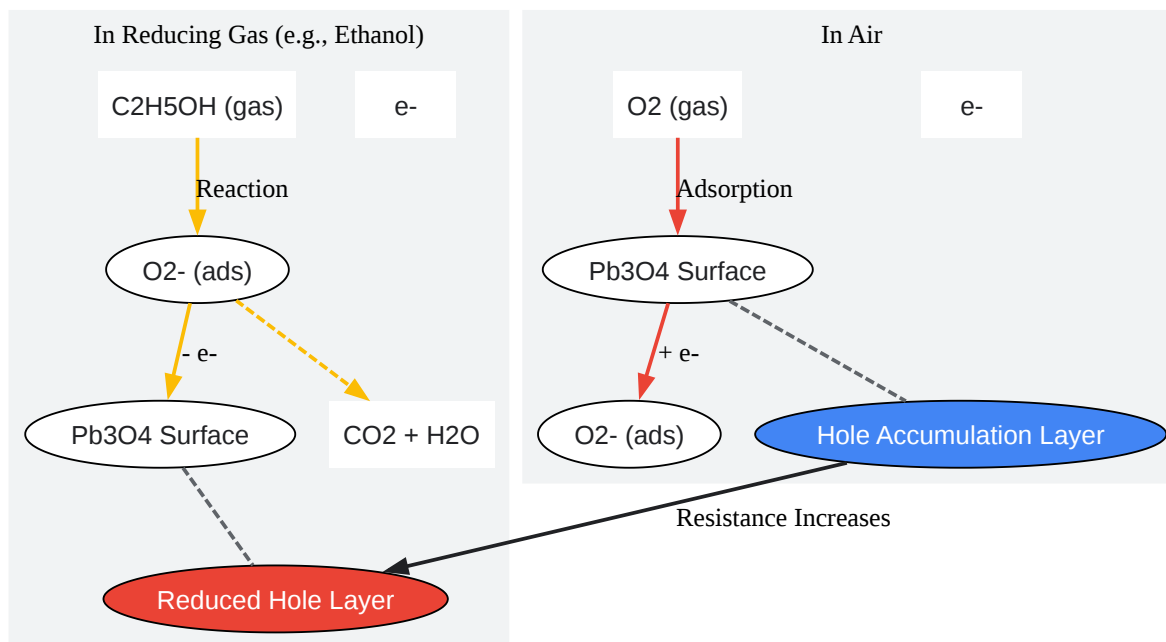 In Reducing Gas (e.g., Ethanol)
C2H5OH (gas)
e-
Reaction
O2- (ads)
- e-
Pb3O4 Surface
CO2 + H2O
Reduced Hole Layer
In Air
O2 (gas)
e-
Adsorption
Pb3O4 Surface
+ e-
O2- (ads)
Hole Accumulation Layer
Resistance Increases